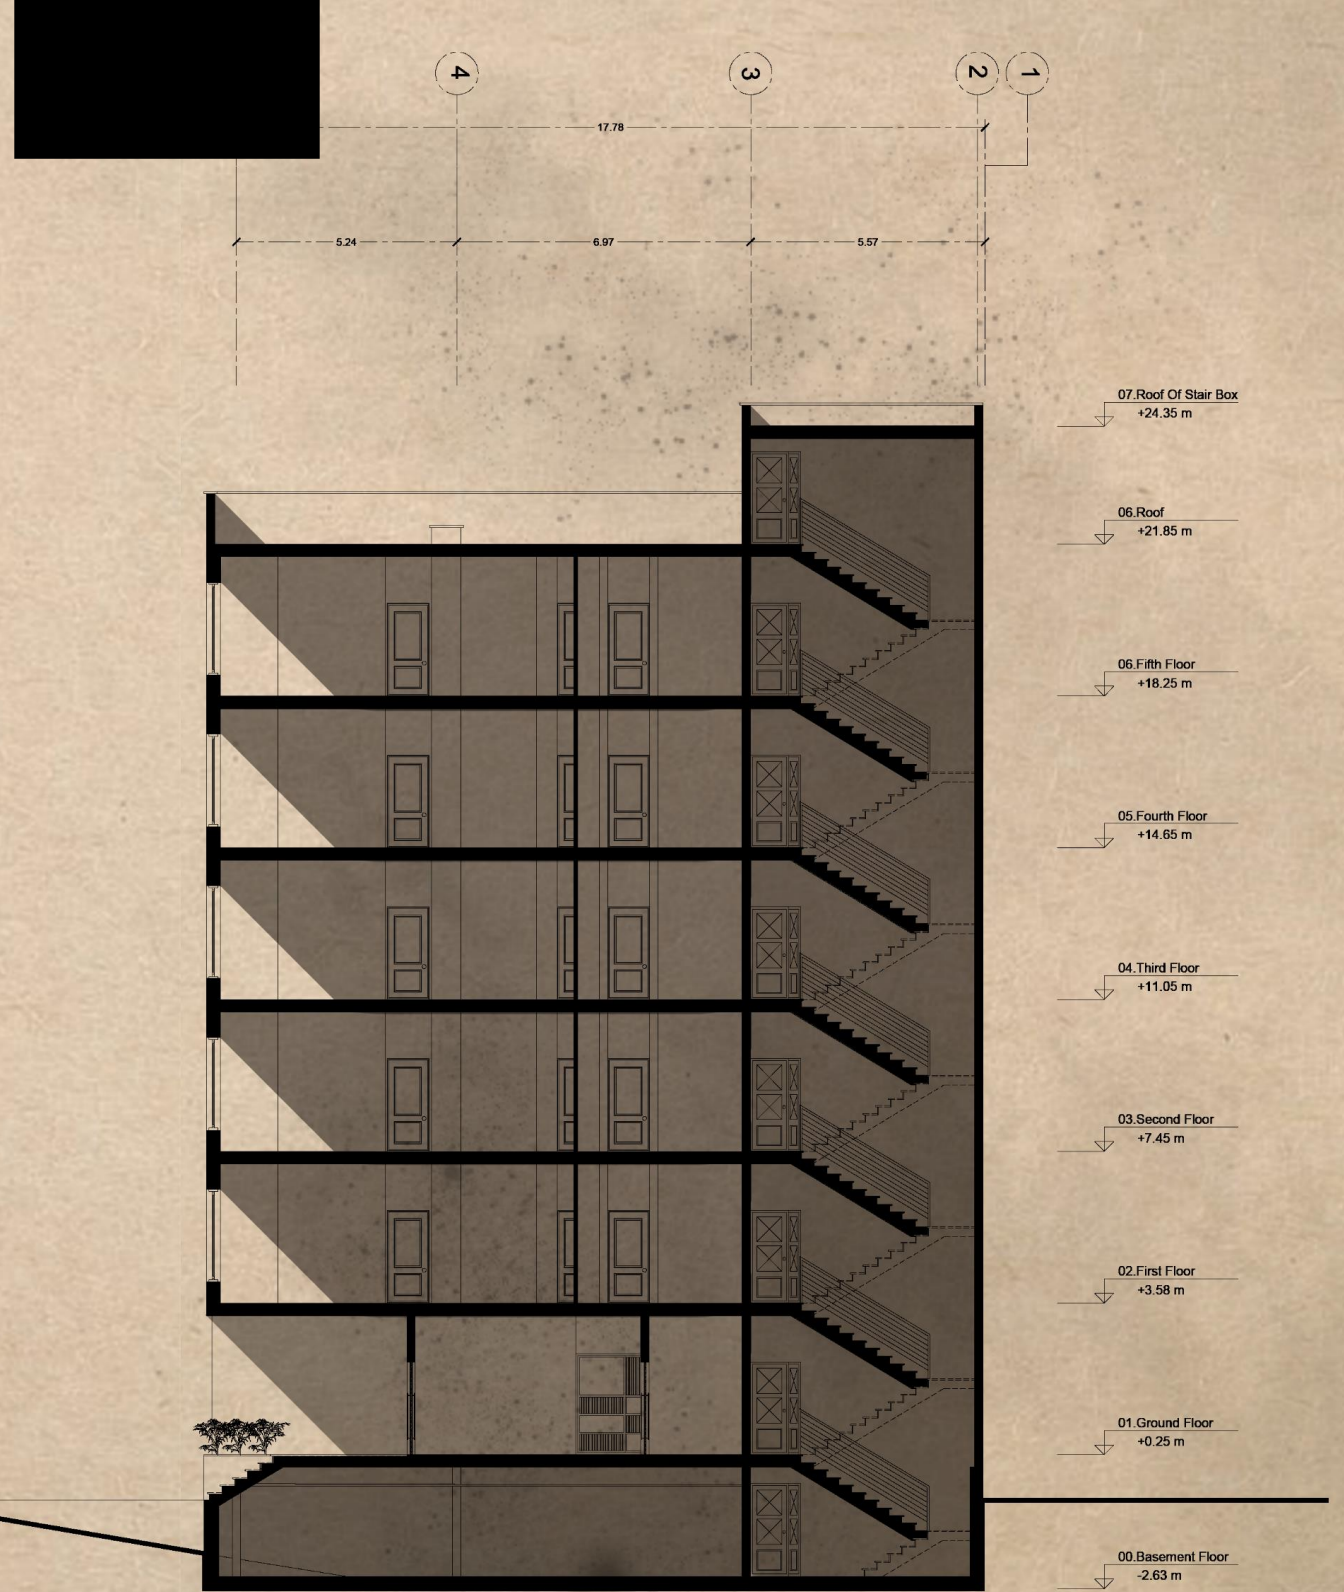 4
3
2
1
17.78
5.24
6.97
5.57
07.Roof Of Stair Box
+24.35 m
06.Roof
+21.85 m
06.Fifth Floor
+18.25 m
05.Fourth Floor
+14.65 m
04.Third Floor
+11.05 m
03.Second Floor
+7.45 m
02.First Floor
+3.58 m
01.Ground Floor
+0.25 m
00.Basement Floor
-2.63 m